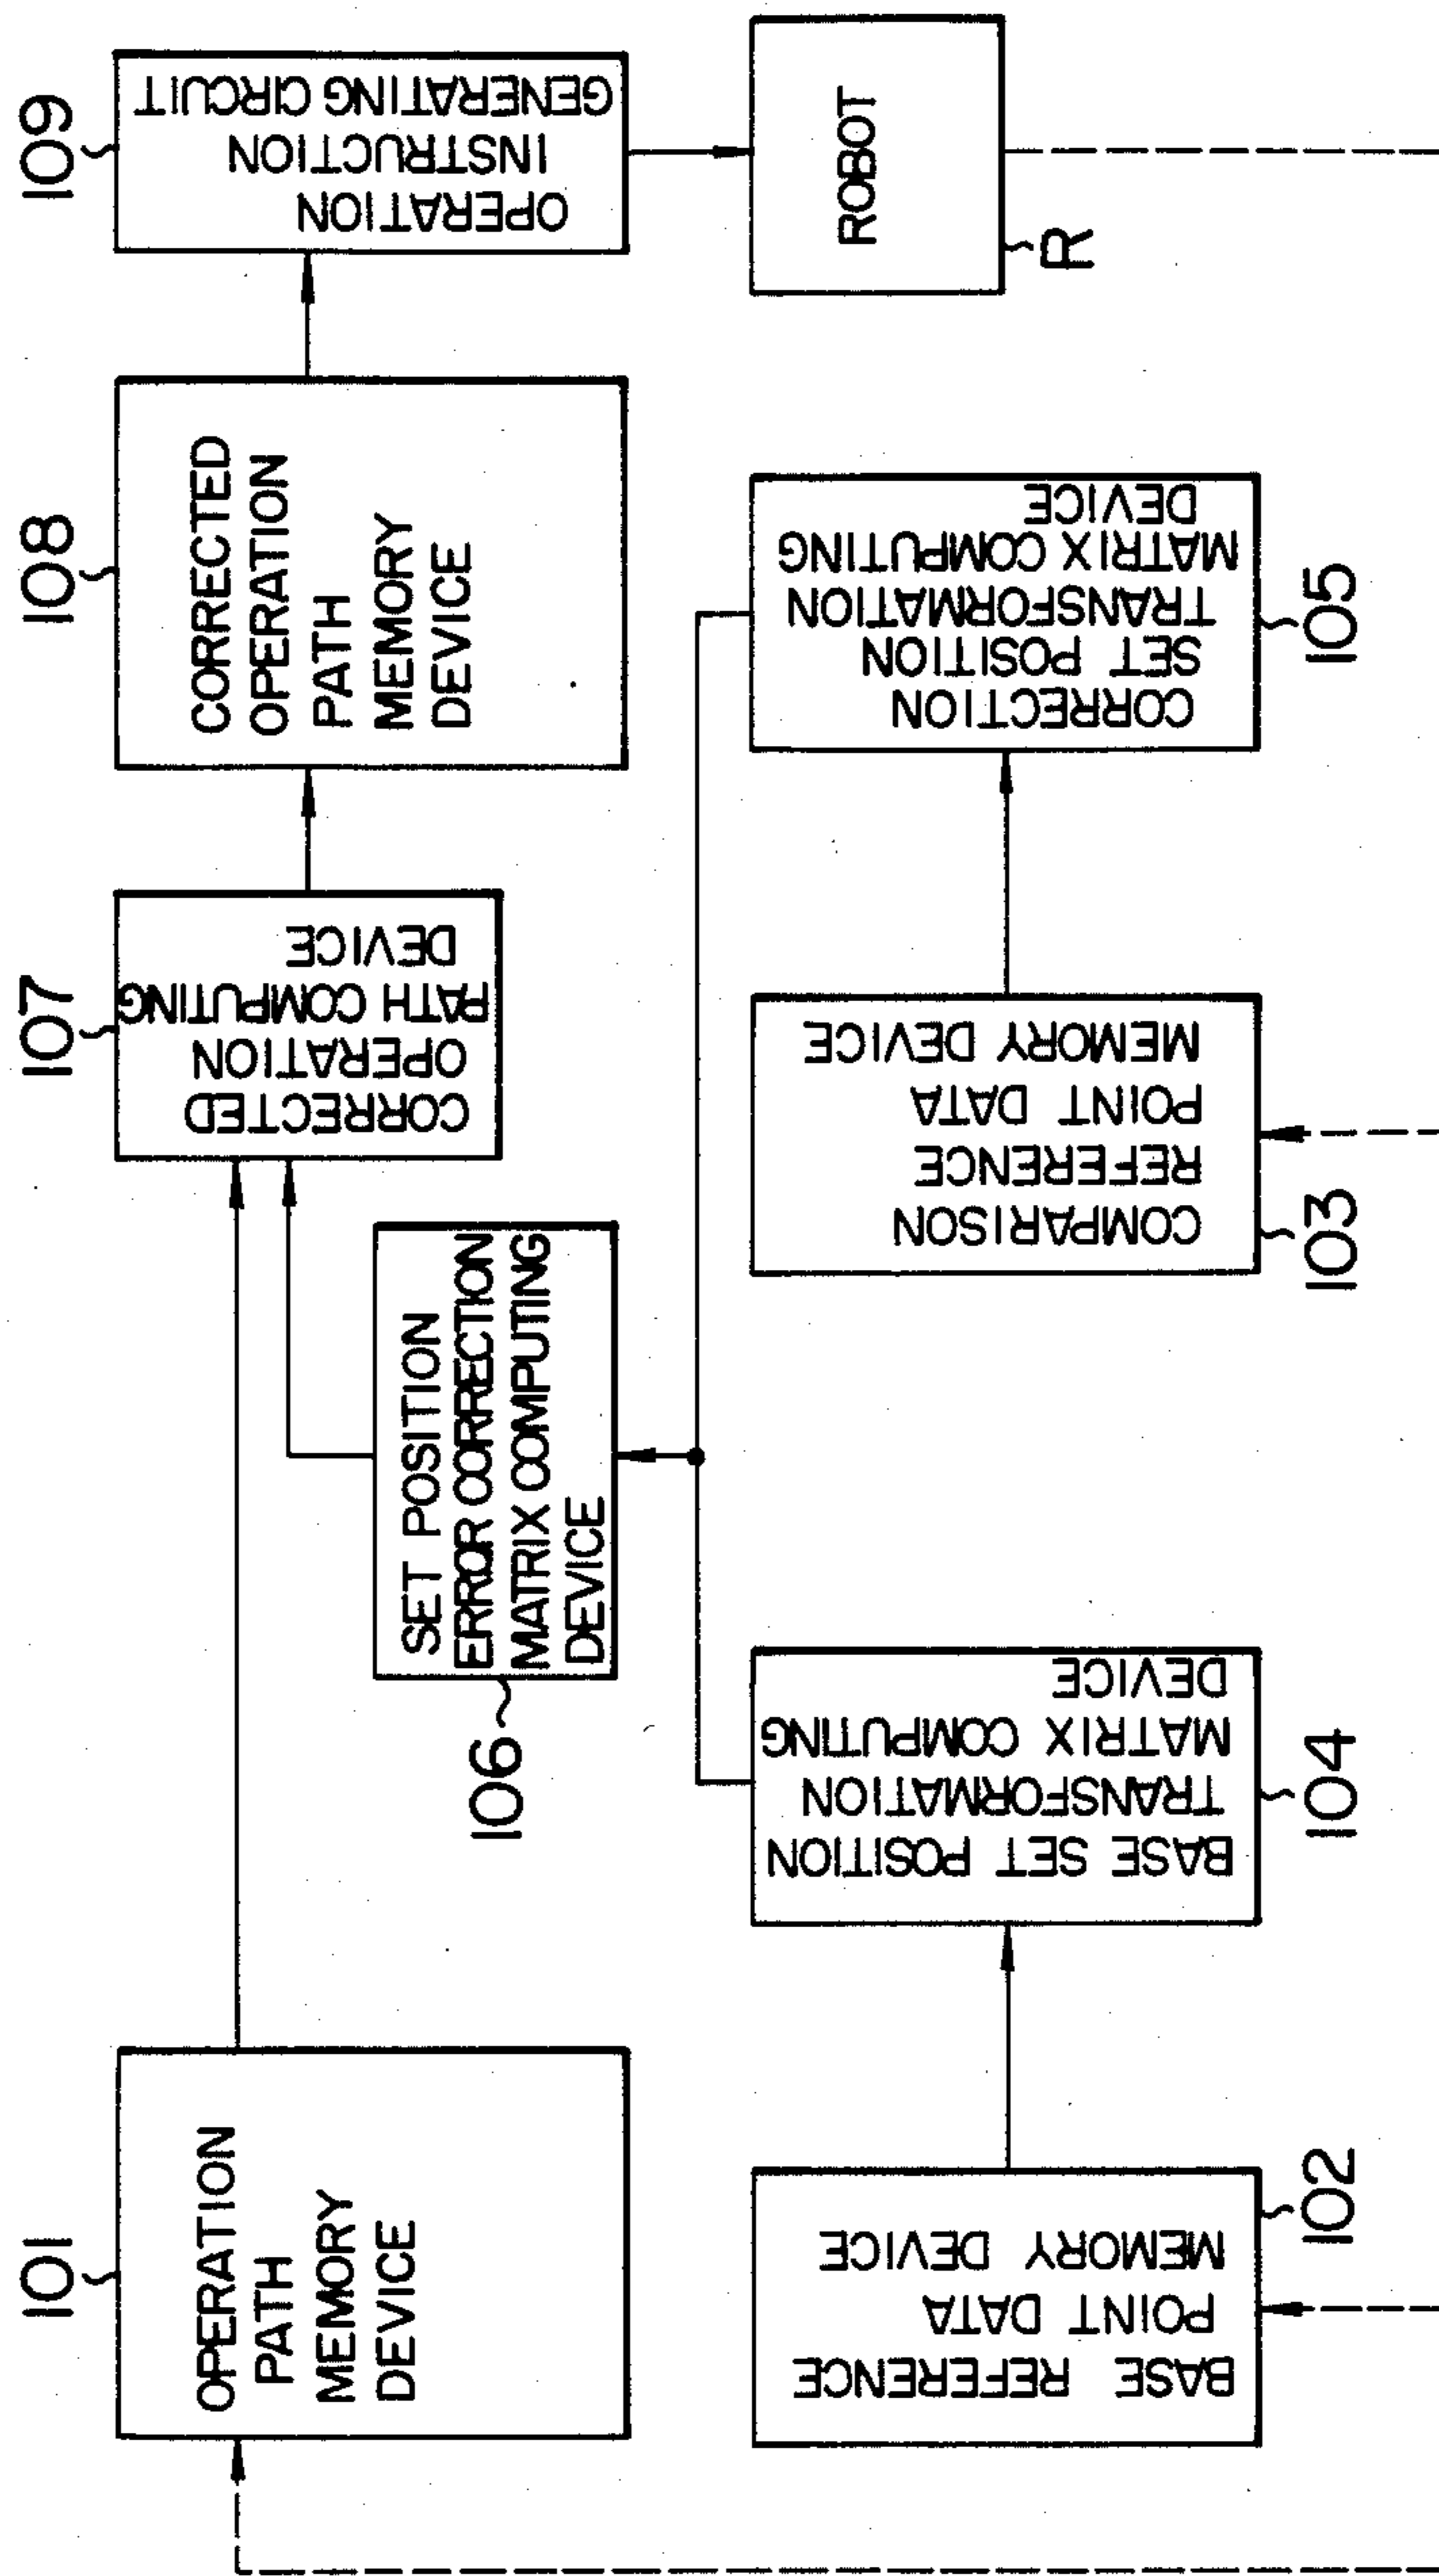 101
OPERATION
PATH
MEMORY
DEVICE
107
CORRECTED
OPERATION
PATH COMPUTING
DEVICE
108
CORRECTED
OPERATION
PATH
MEMORY
DEVICE
109
OPERATION
INSTRUCTION
GENERATING CIRCUIT
106
SET POSITION
ERROR CORRECTION
MATRIX COMPUTING
DEVICE
BASE REFERENCE
POINT DATA
MEMORY DEVICE
102
BASE SET POSITION
TRANSFORMATION
MATRIX COMPUTING
DEVICE
104
COMPARISON
REFERENCE
POINT DATA
MEMORY DEVICE
103
CORRECTION
SET POSITION
TRANSFORMATION
MATRIX COMPUTING
DEVICE
105
ROBOT
R